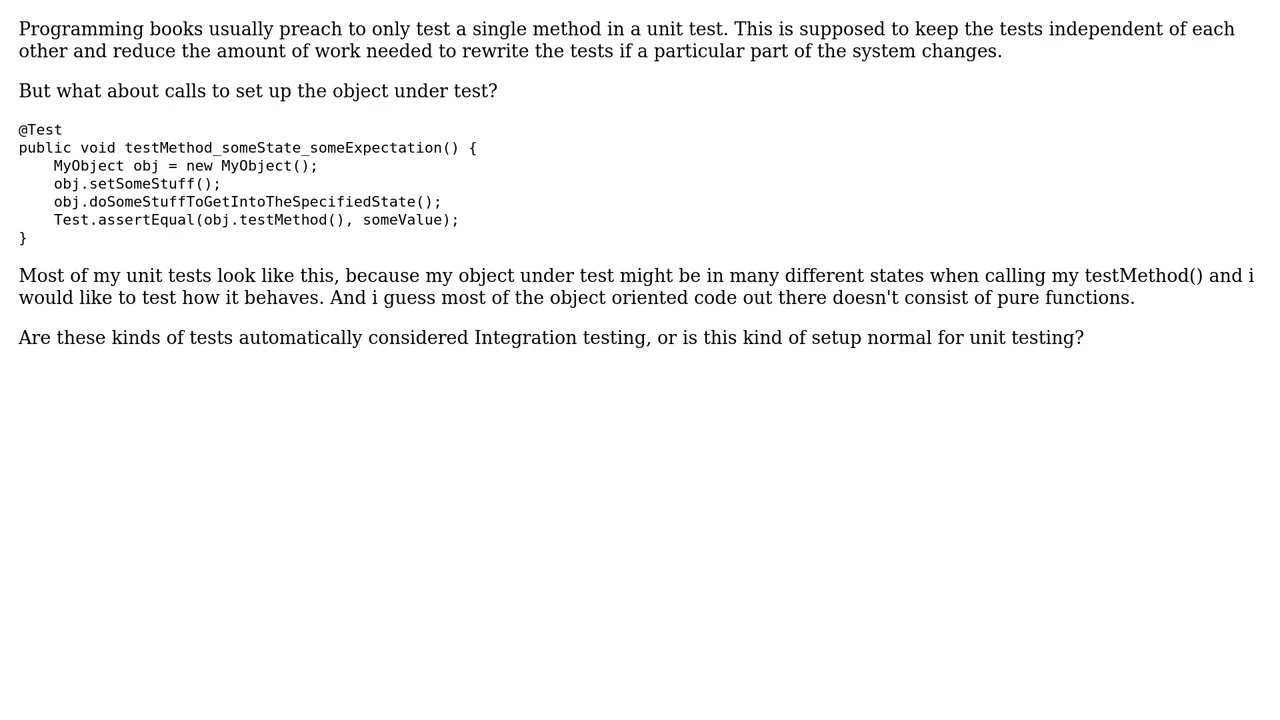 Programming books usually preach to only test a single method in a unit test. This is supposed to keep the tests independent of each
other and reduce the amount of work needed to rewrite the tests if a particular part of the system changes.
But what about calls to set up the object under test?
@Test
public void testMethod_someState_someExpectation() {
    MyObject obj = new MyObject();
    obj.setSomeStuff();
    obj.doSomeStuffToGetIntoTheSpecifiedState();
    Test.assertEqual(obj.testMethod(), someValue);
}
Most of my unit tests look like this, because my object under test might be in many different states when calling my testMethod() and i
would like to test how it behaves. And i guess most of the object oriented code out there doesn't consist of pure functions.
Are these kinds of tests automatically considered Integration testing, or is this kind of setup normal for unit testing?